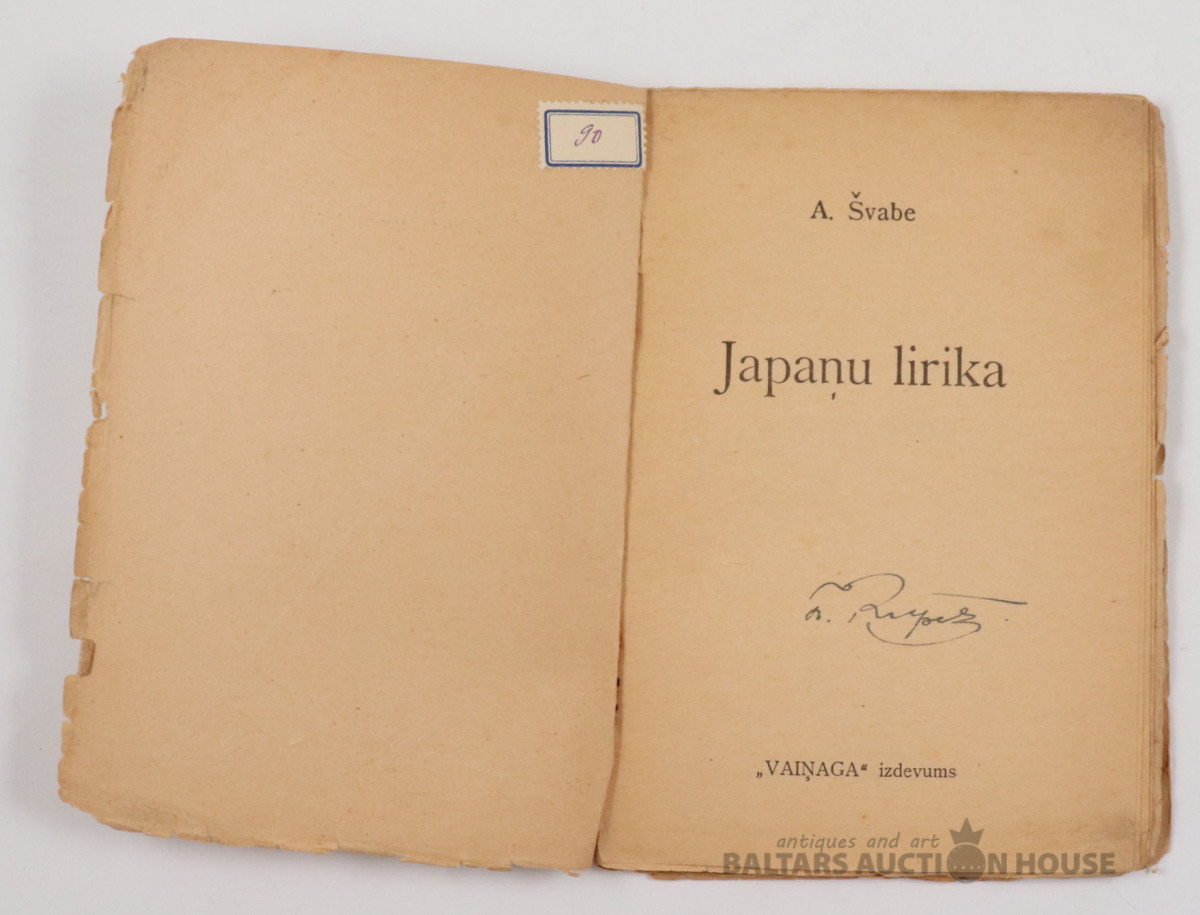 90
A. Švabe
Japaņu lirika
„VAIŅAGA“ izdevums
antiques and art
BALTARS AUCTION HOUSE